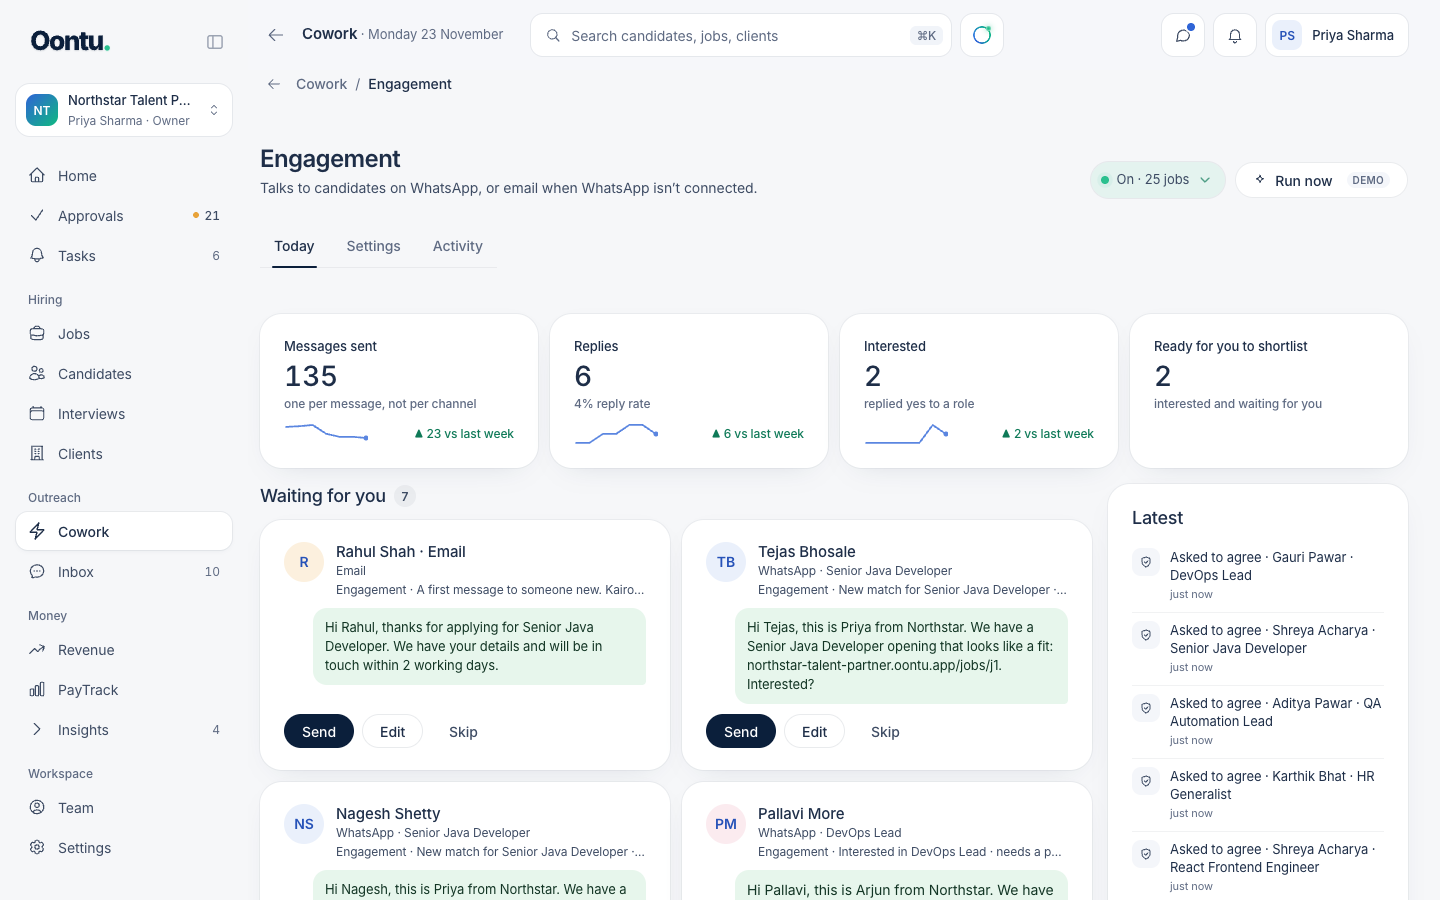 Oontu.
NT
Northstar Talent P...
Priya Sharma · Owner
Home
Approvals
21
Tasks
6
Hiring
Jobs
Candidates
Interviews
Clients
Outreach
Cowork
Inbox
10
Money
Revenue
PayTrack
Insights
4
Workspace
Team
Settings
Cowork · Monday 23 November
Search candidates, jobs, clients
⌘K
PS
Priya Sharma
Cowork / Engagement
Engagement
Talks to candidates on WhatsApp, or email when WhatsApp isn't connected.
On · 25 jobs
Run now
DEMO
Today
Settings
Activity
Messages sent
135
one per message, not per channel
▲ 23 vs last week
Replies
6
4% reply rate
▲ 6 vs last week
Interested
2
replied yes to a role
▲ 2 vs last week
Ready for you to shortlist
2
interested and waiting for you
Waiting for you
7
R
Rahul Shah · Email
Email
Engagement · A first message to someone new. Kairo...
Hi Rahul, thanks for applying for Senior Java
Developer. We have your details and will be in
touch within 2 working days.
Send
Edit
Skip
TB
Tejas Bhosale
WhatsApp · Senior Java Developer
Engagement · New match for Senior Java Developer ·...
Hi Tejas, this is Priya from Northstar. We have a
Senior Java Developer opening that looks like a fit:
northstar-talent-partner.oontu.app/jobs/j1.
Interested?
Send
Edit
Skip
NS
Nagesh Shetty
WhatsApp · Senior Java Developer
Engagement · New match for Senior Java Developer ·...
Hi Nagesh, this is Priya from Northstar. We have a
PM
Pallavi More
WhatsApp · DevOps Lead
Engagement · Interested in DevOps Lead · needs a p...
Hi Pallavi, this is Arjun from Northstar. We have
Latest
Asked to agree · Gauri Pawar ·
DevOps Lead
just now
Asked to agree · Shreya Acharya ·
Senior Java Developer
just now
Asked to agree · Aditya Pawar · QA
Automation Lead
just now
Asked to agree · Karthik Bhat · HR
Generalist
just now
Asked to agree · Shreya Acharya ·
React Frontend Engineer
just now